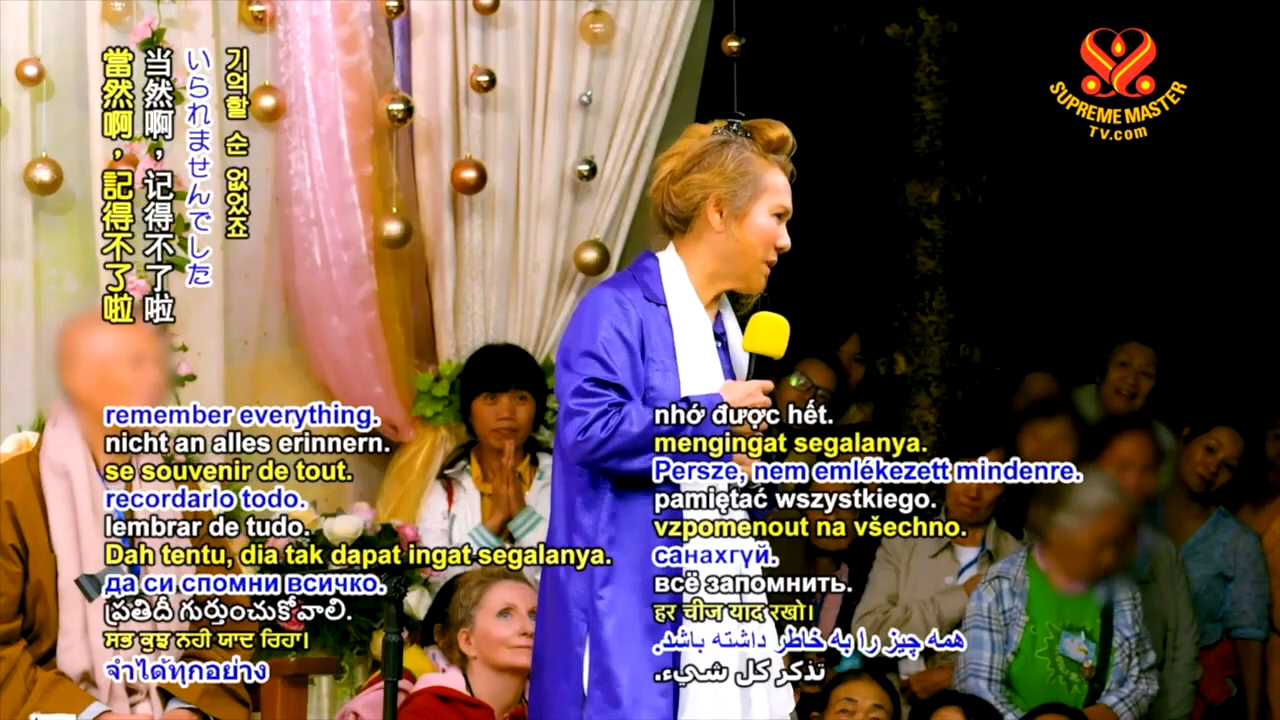 기억할 순 없었죠
いられませんでした
当然啊，记得不了啦
當然啊，記得不了啦
SUPREME MASTER
TV.com
remember everything.
nicht an alles erinnern.
se souvenir de tout.
recordarlo todo.
lembrar de tudo.
Dah tentu, dia tak dapat ingat segalanya.
да си спомни всичко.
ప్రతిదీ గుర్తుంచుకోవాలి.
ਸਭ ਕੁਝ ਨਹੀ ਯਾਦ ਰਿਹਾ।
จำได้ทุกอย่าง
nhớ được hết.
mengingat segalanya.
Persze, nem emlékezett mindenre.
pamiętać wszystkiego.
vzpomenout na všechno.
санахгүй.
всё запомнить.
हर चीज याद रखो।
همه چیز را به خاطر داشته باشد.
تذكر كل شيء.